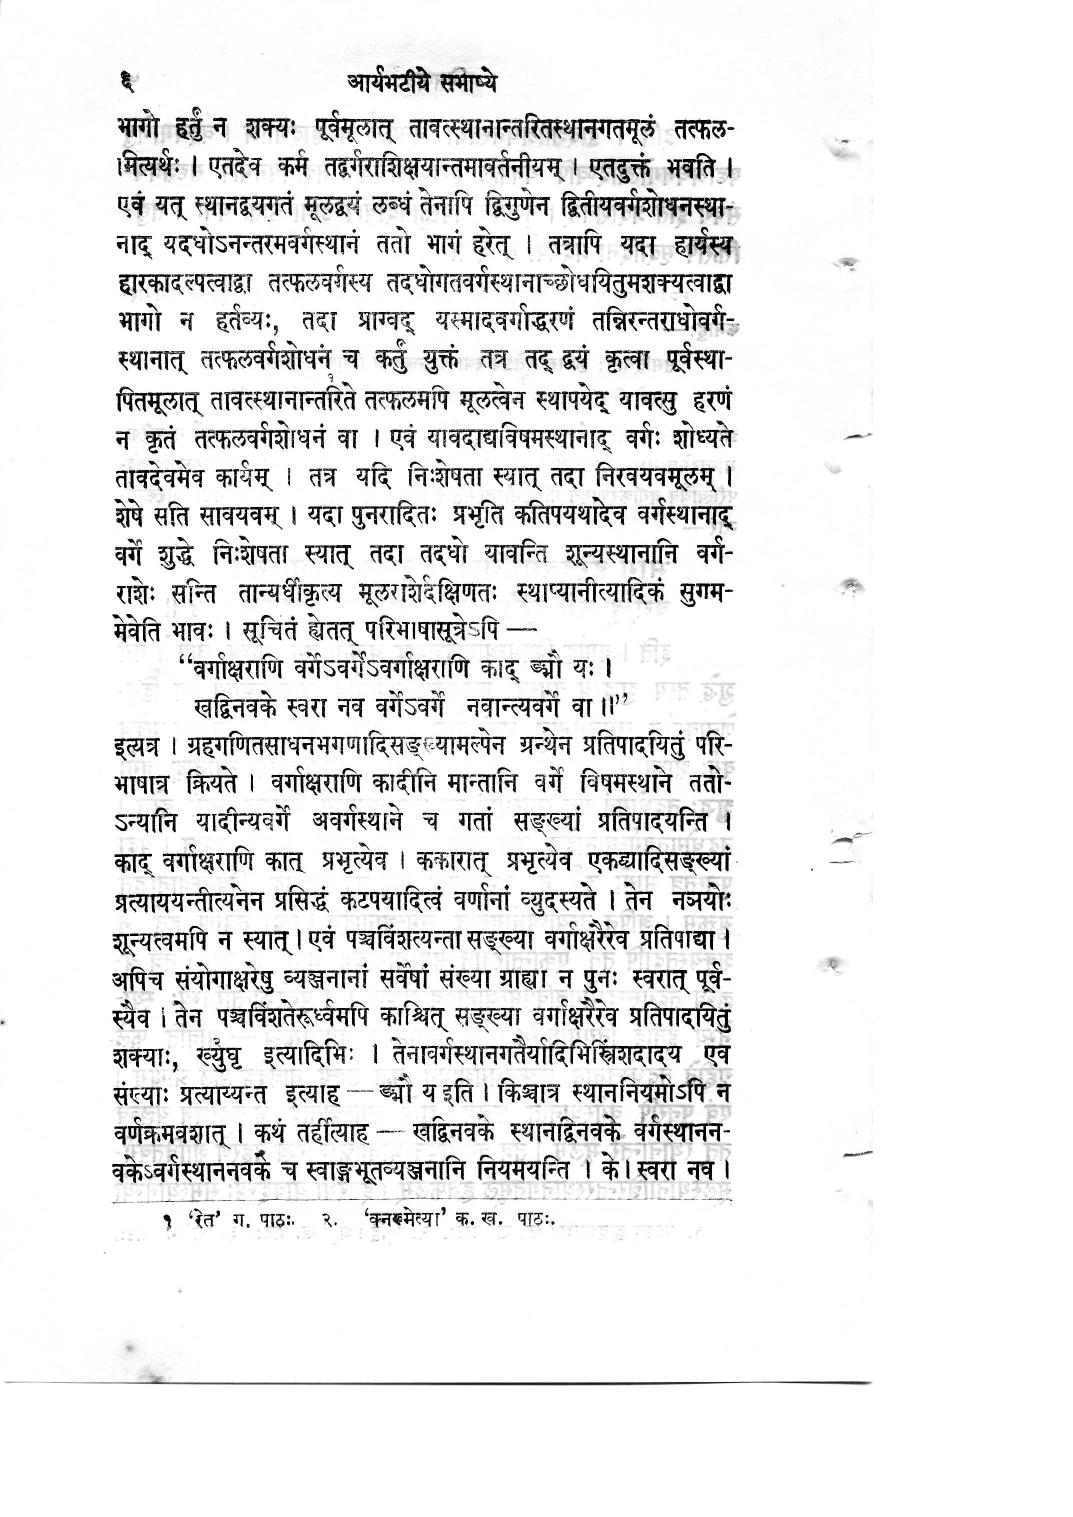 ६ आर्यभटीये सभाष्ये
भागो हर्तुं न शक्यः पूर्वमूलात् तावत्स्थानान्तरितस्थानगतमूलं तत्फल-
मित्यर्थः । एतदेव कर्म तद्वर्गराशिक्षयान्तमावर्तनीयम् । एतदुक्तं भवति ।
एवं यत् स्थानद्वयगतं मूलद्वयं लब्धं तेनापि द्विगुणेन द्वितीयवर्गशोधनस्था-
नाद् यदधोऽनन्तरमवर्गस्थानं ततो भागं हरेत् । तत्रापि यदा हार्यस्य
हारकादल्पत्वाद्वा तत्फलवर्गस्य तदधोगतवर्गस्थानाच्छोधयितुमशक्यत्वाद्वा
भागो न हर्तव्यः, तदा प्राग्वद् यस्मादवर्गाद्धरणं तन्निरन्तराधोवर्ग-
स्थानात् तत्फलवर्गशोधनं च कर्तुं युक्तं तत्र तद् द्वयं कृत्वा पूर्वस्था-
पितमूलात् तावत्स्थानान्तरिते तत्फलमपि मूलत्वेन स्थापयेद् यावत्सु हरणं
न कृतं तत्फलवर्गशोधनं वा । एवं यावदाद्यविषमस्थानाद् वर्गः शोध्यते
तावदेवमेव कार्यम् । तत्र यदि निःशेषता स्यात् तदा निरवयवमूलम् ।
शेषे सति सावयवम् । यदा पुनरादितः प्रभृति कतिपयथादेव वर्गस्थानाद्
वर्गे शुद्धे निःशेषता स्यात् तदा तदधो यावन्ति शून्यस्थानानि वर्ग-
राशेः सन्ति तान्यर्धीकृत्य मूलराशेर्दक्षिणतः स्थाप्यानीत्यादिकं सुगम-
मेवेति भावः । सूचितं ह्येतत् परिभाषासूत्रेऽपि —
“वर्गाक्षराणि वर्गेऽवर्गेऽवर्गाक्षराणि काद् ङ्मौ यः ।
खद्विनवके स्वरा नव वर्गेऽवर्गे नवान्त्यवर्गे वा ॥”
इत्यत्र । ग्रहगणितसाधनभगणादिसङ्ख्यामल्पेन ग्रन्थेन प्रतिपादयितुं परि-
भाषात्र क्रियते । वर्गाक्षराणि कादीनि मान्तानि वर्गे विषमस्थाने ततो-
ऽन्यानि यादीन्यवर्गे अवर्गस्थाने च गतां सङ्ख्यां प्रतिपादयन्ति ।
काद् वर्गाक्षराणि कात् प्रभृत्येव । ककारात् प्रभृत्येव एकद्व्यादिसङ्ख्यां
प्रत्याययन्तीत्यनेन प्रसिद्धं कटपयादित्वं वर्णानां व्युदस्यते । तेन नञयोः
शून्यत्वमपि न स्यात् । एवं पञ्चविंशत्यन्ता सङ्ख्या वर्गाक्षरैरेव प्रतिपाद्या ।
अपिच संयोगाक्षरेषु व्यञ्जनानां सर्वेषां संख्या ग्राह्या न पुनः स्वरात् पूर्व-
स्यैव । तेन पञ्चविंशतेरूर्ध्वमपि काश्चित् सङ्ख्या वर्गाक्षरैरेव प्रतिपादयितुं
शक्याः, ख्युघृ इत्यादिभिः । तेनावर्गस्थानगतैर्यादिभिस्त्रिंशदादय एव
संख्याः प्रत्याय्यन्त इत्याह — ङ्मौ य इति । किञ्चात्र स्थाननियमोऽपि न
वर्णक्रमवशात् । कथं तर्हीत्याह — खद्विनवके स्थानद्विनवके वर्गस्थानन-
वकेऽवर्गस्थाननवके च स्वाङ्गभूतव्यञ्जनानि नियमयन्ति । के । स्वरा नव ।
१ ‘रेत’ ग. पाठः. २. क. ख. पाठः.